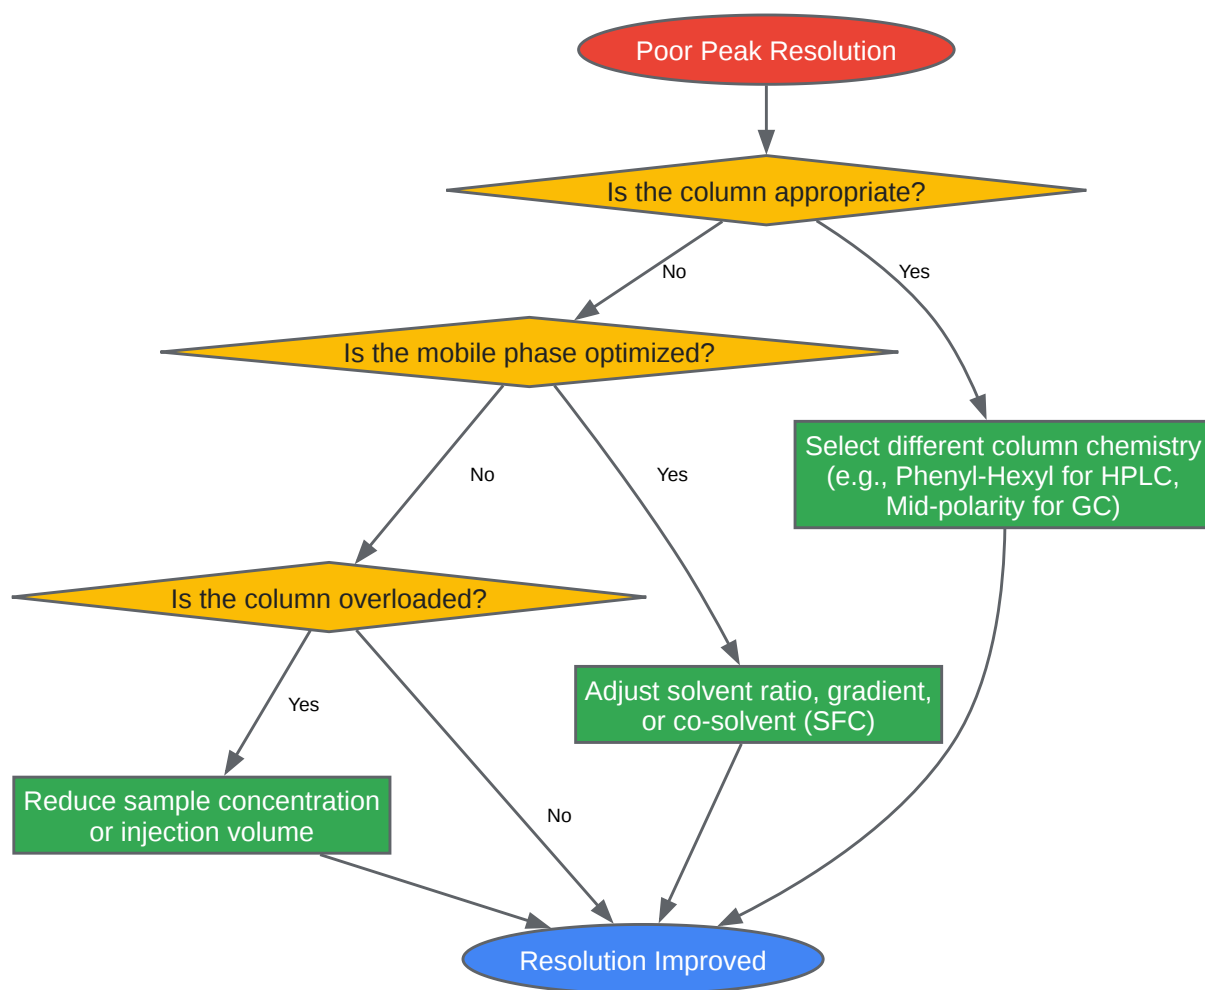 Poor Peak Resolution
Is the column appropriate?
No
Yes
Is the mobile phase optimized?
Select different column chemistry
(e.g., Phenyl-Hexyl for HPLC,
Mid-polarity for GC)
No
Yes
Is the column overloaded?
Adjust solvent ratio, gradient,
or co-solvent (SFC)
Yes
Reduce sample concentration
or injection volume
No
Resolution Improved